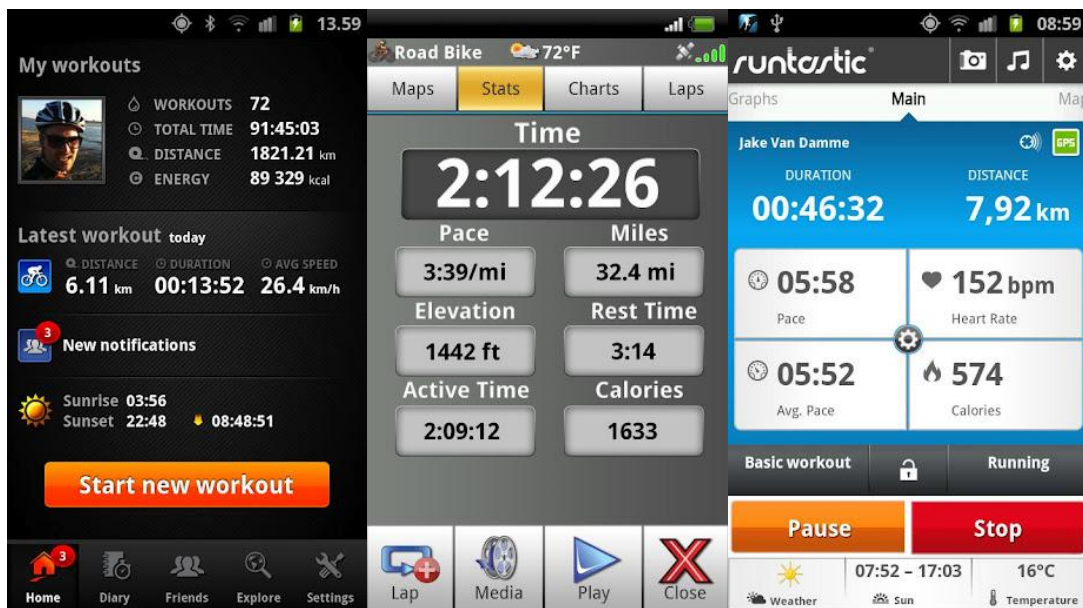 13.59
My workouts
WORKOUTS 72
TOTAL TIME 91:45:03
DISTANCE 1821.21 km
ENERGY 89 329 kcal
Latest workout today
DISTANCE DURATION AVG SPEED
6.11 km 00:13:52 26.4 km/h
3
New notifications
Sunrise 03:56
Sunset 22:48 08:48:51
Start new workout
3
Home Diary Friends Explore Settings
Road Bike 72°F
Maps Stats Charts Laps
Time
2:12:26
Pace Miles
3:39/mi 32.4 mi
Elevation Rest Time
1442 ft 3:14
Active Time Calories
2:09:12 1633
Lap Media Play Close
08:59
runtastic
Graphs Main Ma
Jake Van Damme GPS
DURATION DISTANCE
00:46:32 7,92 km
05:58 152 bpm
Pace Heart Rate
05:52 574
Avg. Pace Calories
Basic workout Running
Pause Stop
07:52 – 17:03 16°C
Weather Sun Temperature